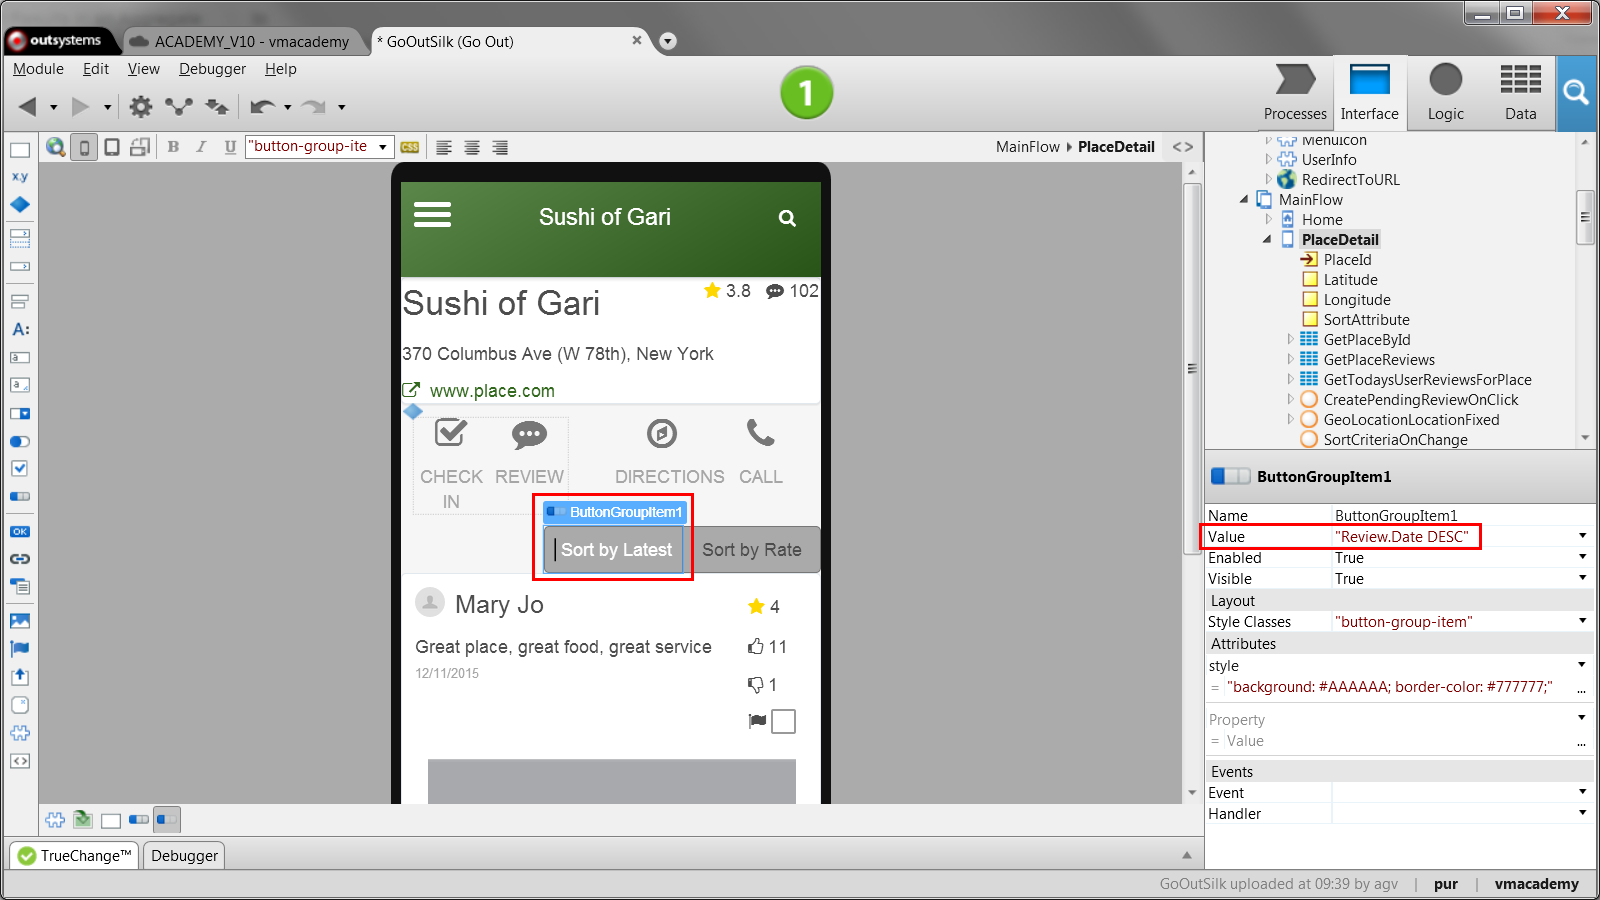 outsystems
ACADEMY_V10 - vmacademy
* GoOutSilk (Go Out)
Module Edit View Debugger Help
1
Processes Interface Logic Data
B I U "button-group-ite CSS
MainFlow PlaceDetail <>
x,y
A:
a
a
OK
Sushi of Gari
3.8 102
Sushi of Gari
370 Columbus Ave (W 78th), New York
www.place.com
CHECK IN REVIEW DIRECTIONS CALL
ButtonGroupItem1
Sort by Latest Sort by Rate
Mary Jo 4
Great place, great food, great service 11
12/11/2015
1
MenuIcon
UserInfo
RedirectToURL
MainFlow
Home
PlaceDetail
PlaceId
Latitude
Longitude
SortAttribute
GetPlaceById
GetPlaceReviews
GetTodaysUserReviewsForPlace
CreatePendingReviewOnClick
GeoLocationLocationFixed
SortCriteriaOnChange
ButtonGroupItem1
Name ButtonGroupItem1
Value "Review.Date DESC"
Enabled True
Visible True
Layout
Style Classes "button-group-item"
Attributes
style
= "background: #AAAAAA; border-color: #777777;" ...
Property
= Value ...
Events
Event
Handler
TrueChange™ Debugger
GoOutSilk uploaded at 09:39 by agv | pur | vmacademy